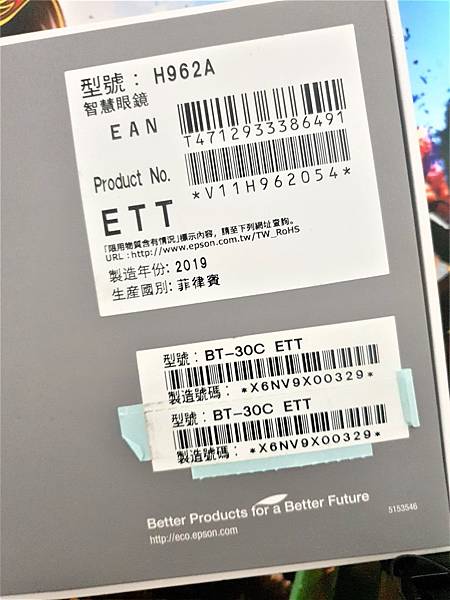 型號：H962A
智慧眼鏡
EAN
T4712933386491
Product No.
*V11H962054*
ETT
「限用物質含有情況」標示內容，請至下列網址查詢。
URL：http://www.epson.com.tw/TW_RoHS
製造年份: 2019
生產國別: 菲律賓
型號：BT-30C ETT
製造號碼： *X6NV9X00329*
型號：BT-30C ETT
製造號碼： *X6NV9X00329*
Better Products for a Better Future
http://eco.epson.com
5153546